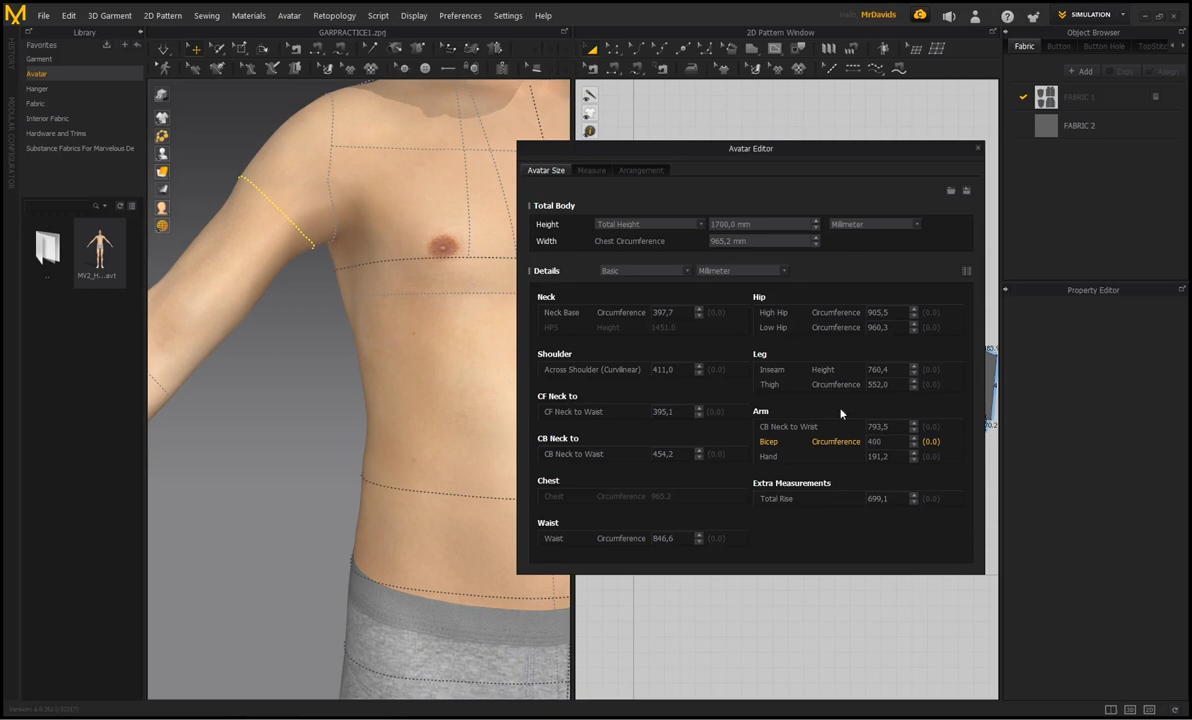 File Edit 3D Garment 2D Pattern Sewing Materials Avatar Retopology Script Display Preferences Settings Help
Halo, MrDavids
SIMULATION
HISTORY
MODULAR CONFIGURATOR
Library
GARPRACTICE1.zprj
2D Pattern Window
Object Browser
Favorites
Garment
Avatar
Hanger
Fabric
Interior Fabric
Hardware and Trims
Substance Fabrics For Marvelous De
..
MV2_H...avt
Fabric Button Button Hole TopStitc
+ Add Copy Assign
FABRIC 1
FABRIC 2
Property Editor
Avatar Editor
Avatar Size Measure Arrangement
Total Body
Height Total Height 1700,0 mm Millimeter
Width Chest Circumference 965,2 mm
Details Basic Millimeter
Neck
Neck Base Circumference 397,7 (0.0)
HPS Height 1451.0
Shoulder
Across Shoulder (Curvilinear) 411,0 (0.0)
CF Neck to
CF Neck to Waist 395,1 (0.0)
CB Neck to
CB Neck to Waist 454,2 (0.0)
Chest
Chest Circumference 965.2
Waist
Waist Circumference 846,6 (0.0)
Hip
High Hip Circumference 905,5 (0.0)
Low Hip Circumference 960,3 (0.0)
Leg
Inseam Height 760,4 (0.0)
Thigh Circumference 552,0 (0.0)
Arm
CB Neck to Wrist 793,5 (0.0)
Bicep Circumference 400 (0.0)
Hand 191,2 (0.0)
Extra Measurements
Total Rise 699,1 (0.0)